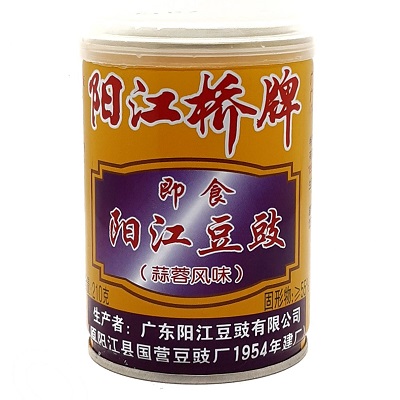 阳江桥牌
即食
阳江豆豉
(蒜蓉风味)
210克
固形物:≥55
生产者:广东阳江豆豉有限公司
原阳江县国营豆豉厂1954年建厂